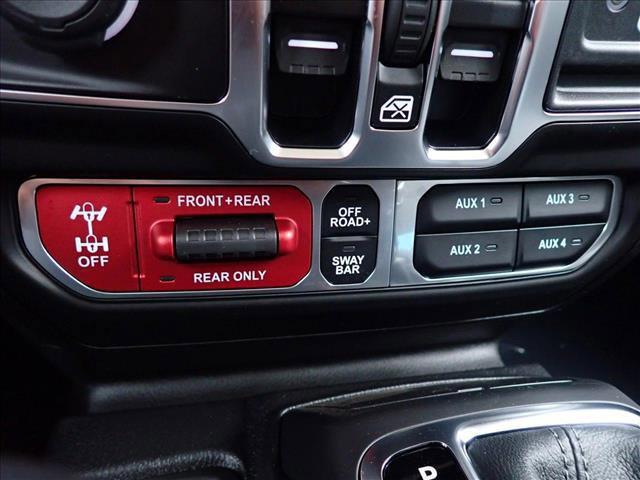 FRONT+REAR
OFF
REAR ONLY
OFF
ROAD+
SWAY
BAR
AUX 1
AUX 3
AUX 2
AUX 4
D